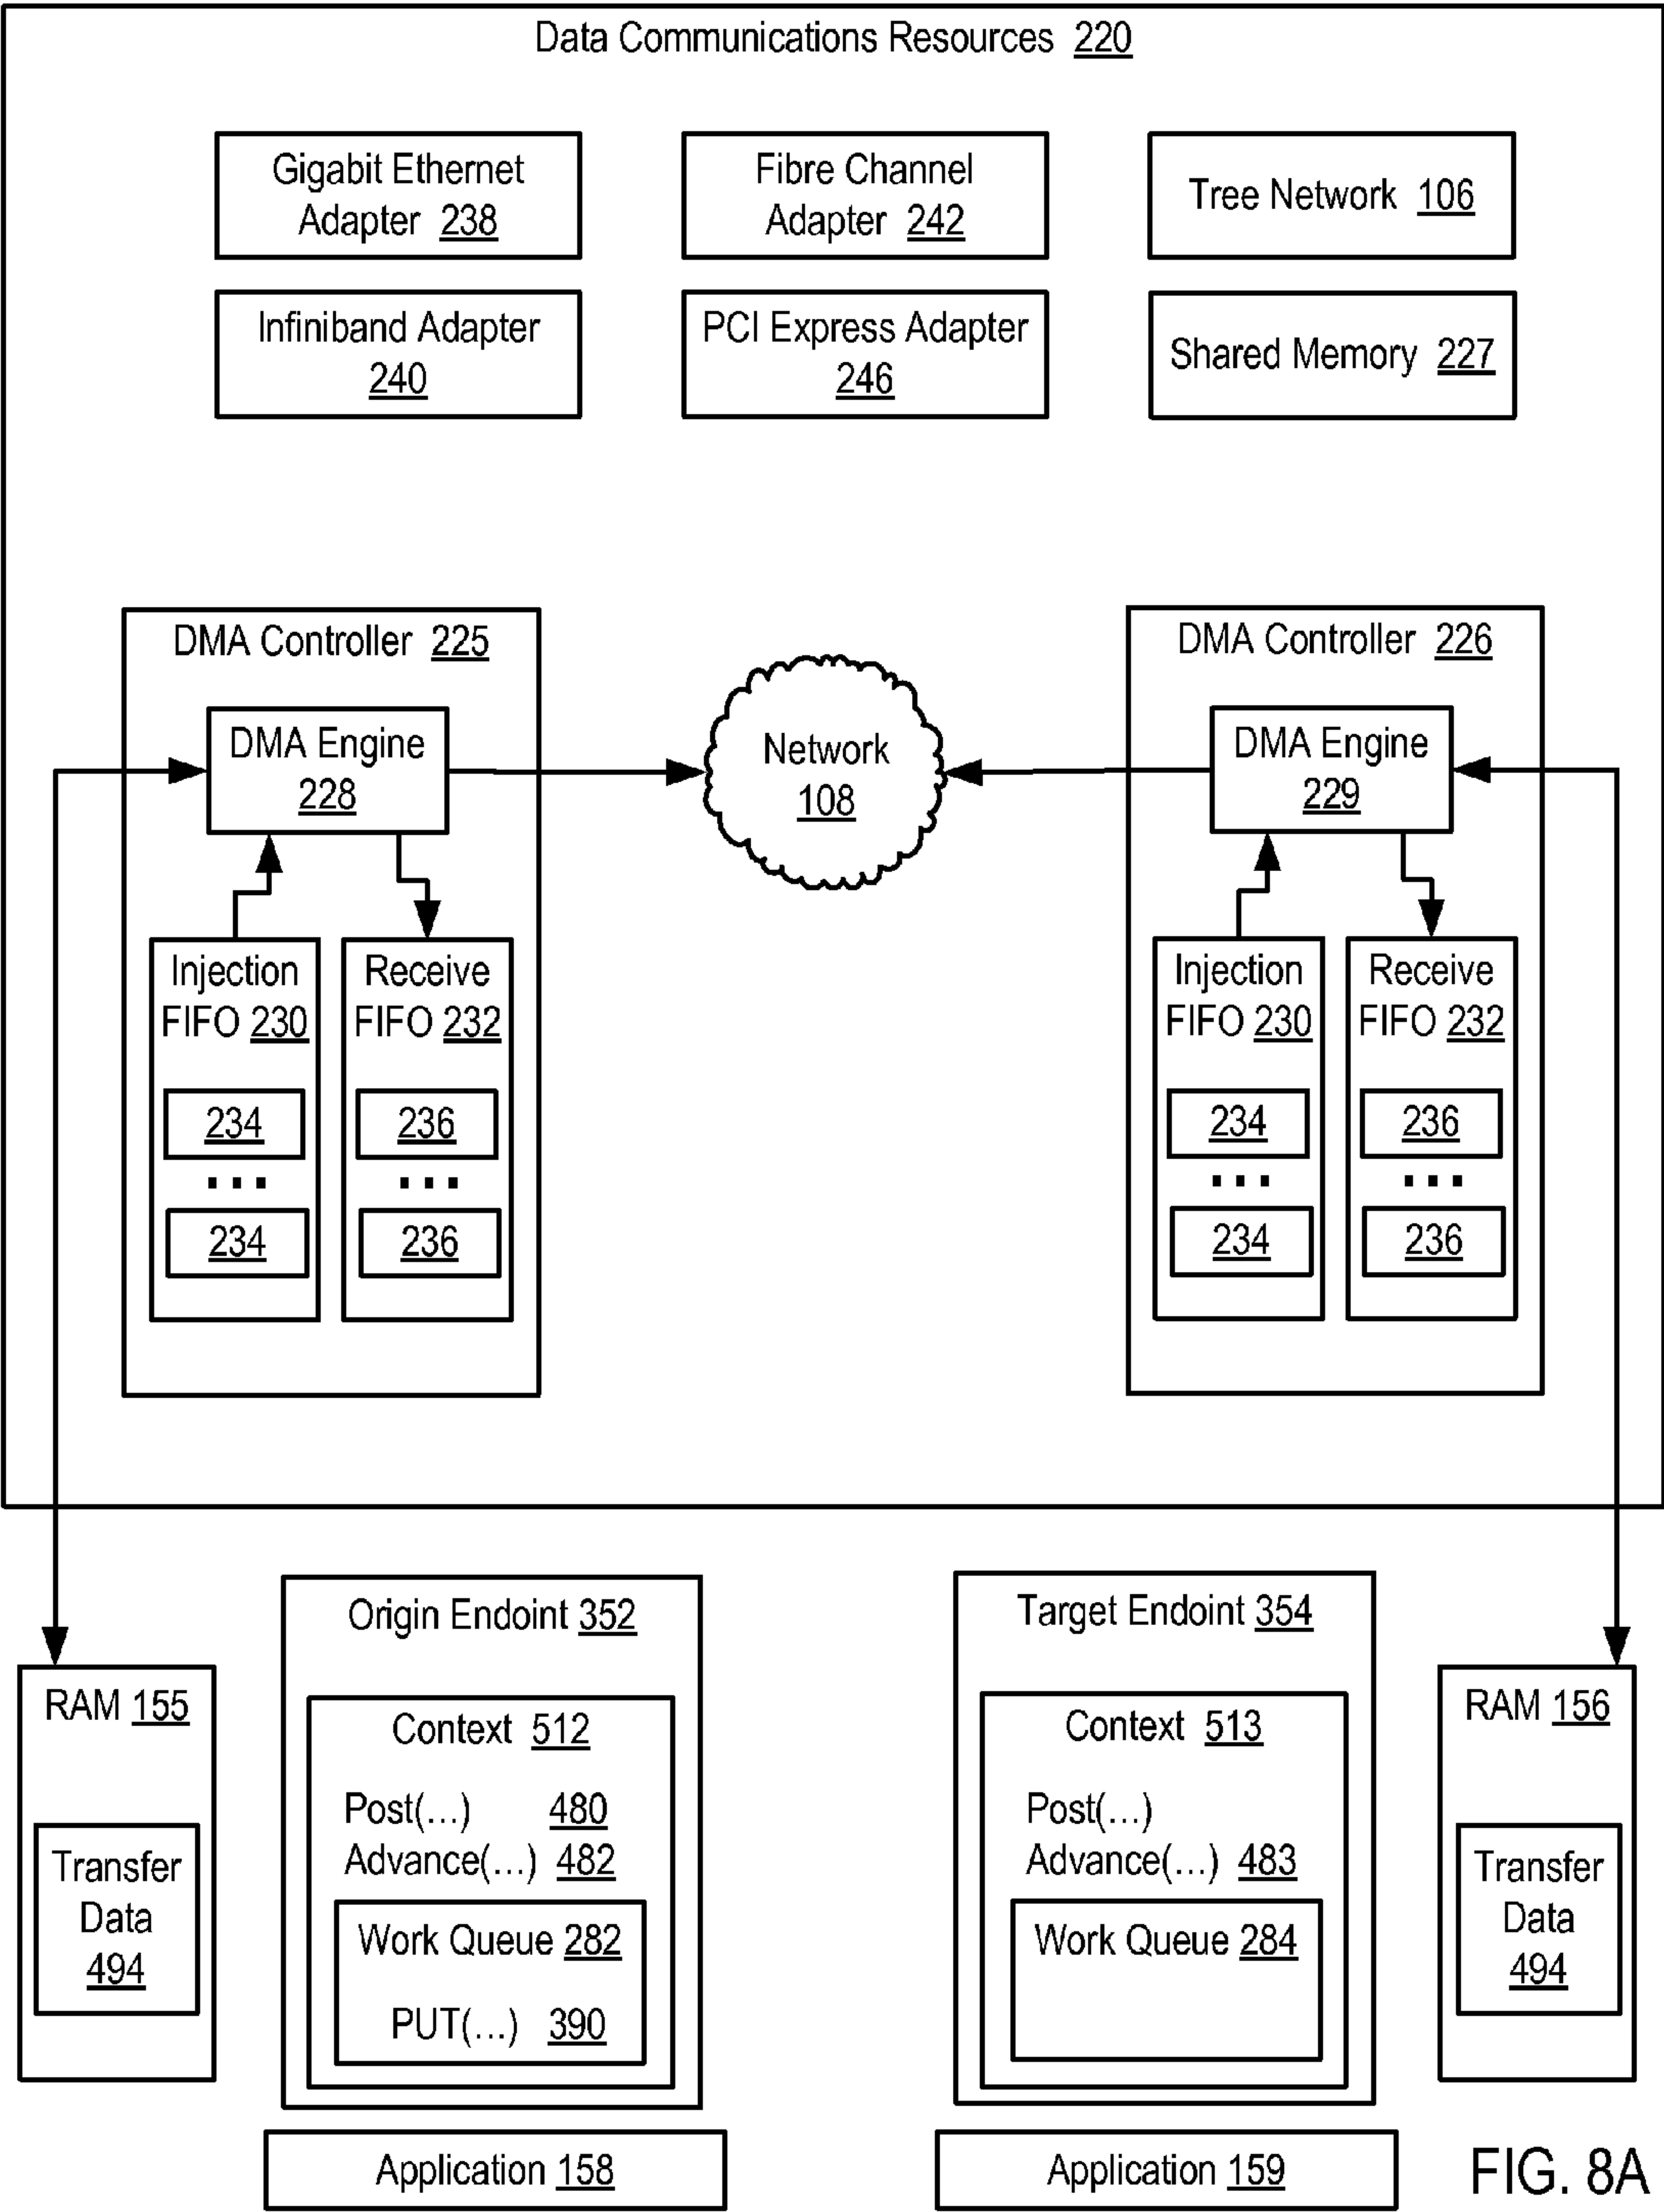 Data Communications Resources 220
Gigabit Ethernet
Adapter 238
Fibre Channel
Adapter 242
Tree Network 106
Infiniband Adapter
240
PCI Express Adapter
246
Shared Memory 227
DMA Controller 225
DMA Engine
228
Injection
FIFO 230
234
...
234
Receive
FIFO 232
236
...
236
Network
108
DMA Controller 226
DMA Engine
229
Injection
FIFO 230
234
...
234
Receive
FIFO 232
236
...
236
RAM 155
Transfer
Data
494
Origin Endoint 352
Context 512
Post(...) 480
Advance(...) 482
Work Queue 282
PUT(...) 390
Application 158
Target Endoint 354
Context 513
Post(...)
Advance(...) 483
Work Queue 284
Application 159
RAM 156
Transfer
Data
494
FIG. 8A